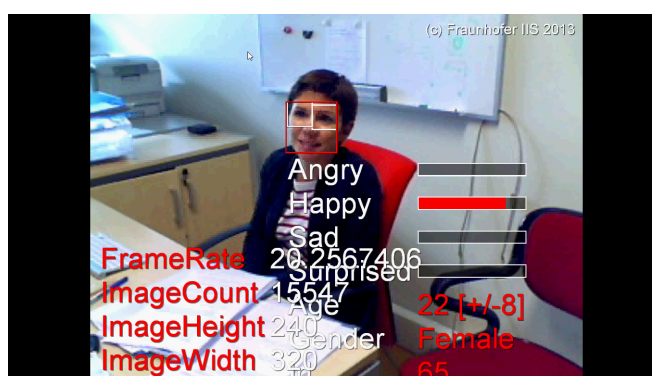 (c) Fraunhofer IIS 2013
Angry
Happy
Sad
Surprised
Age 22 [+/-8]
Gender Female
65
FrameRate 20.2567406
ImageCount 15547
ImageHeight 240
ImageWidth 320